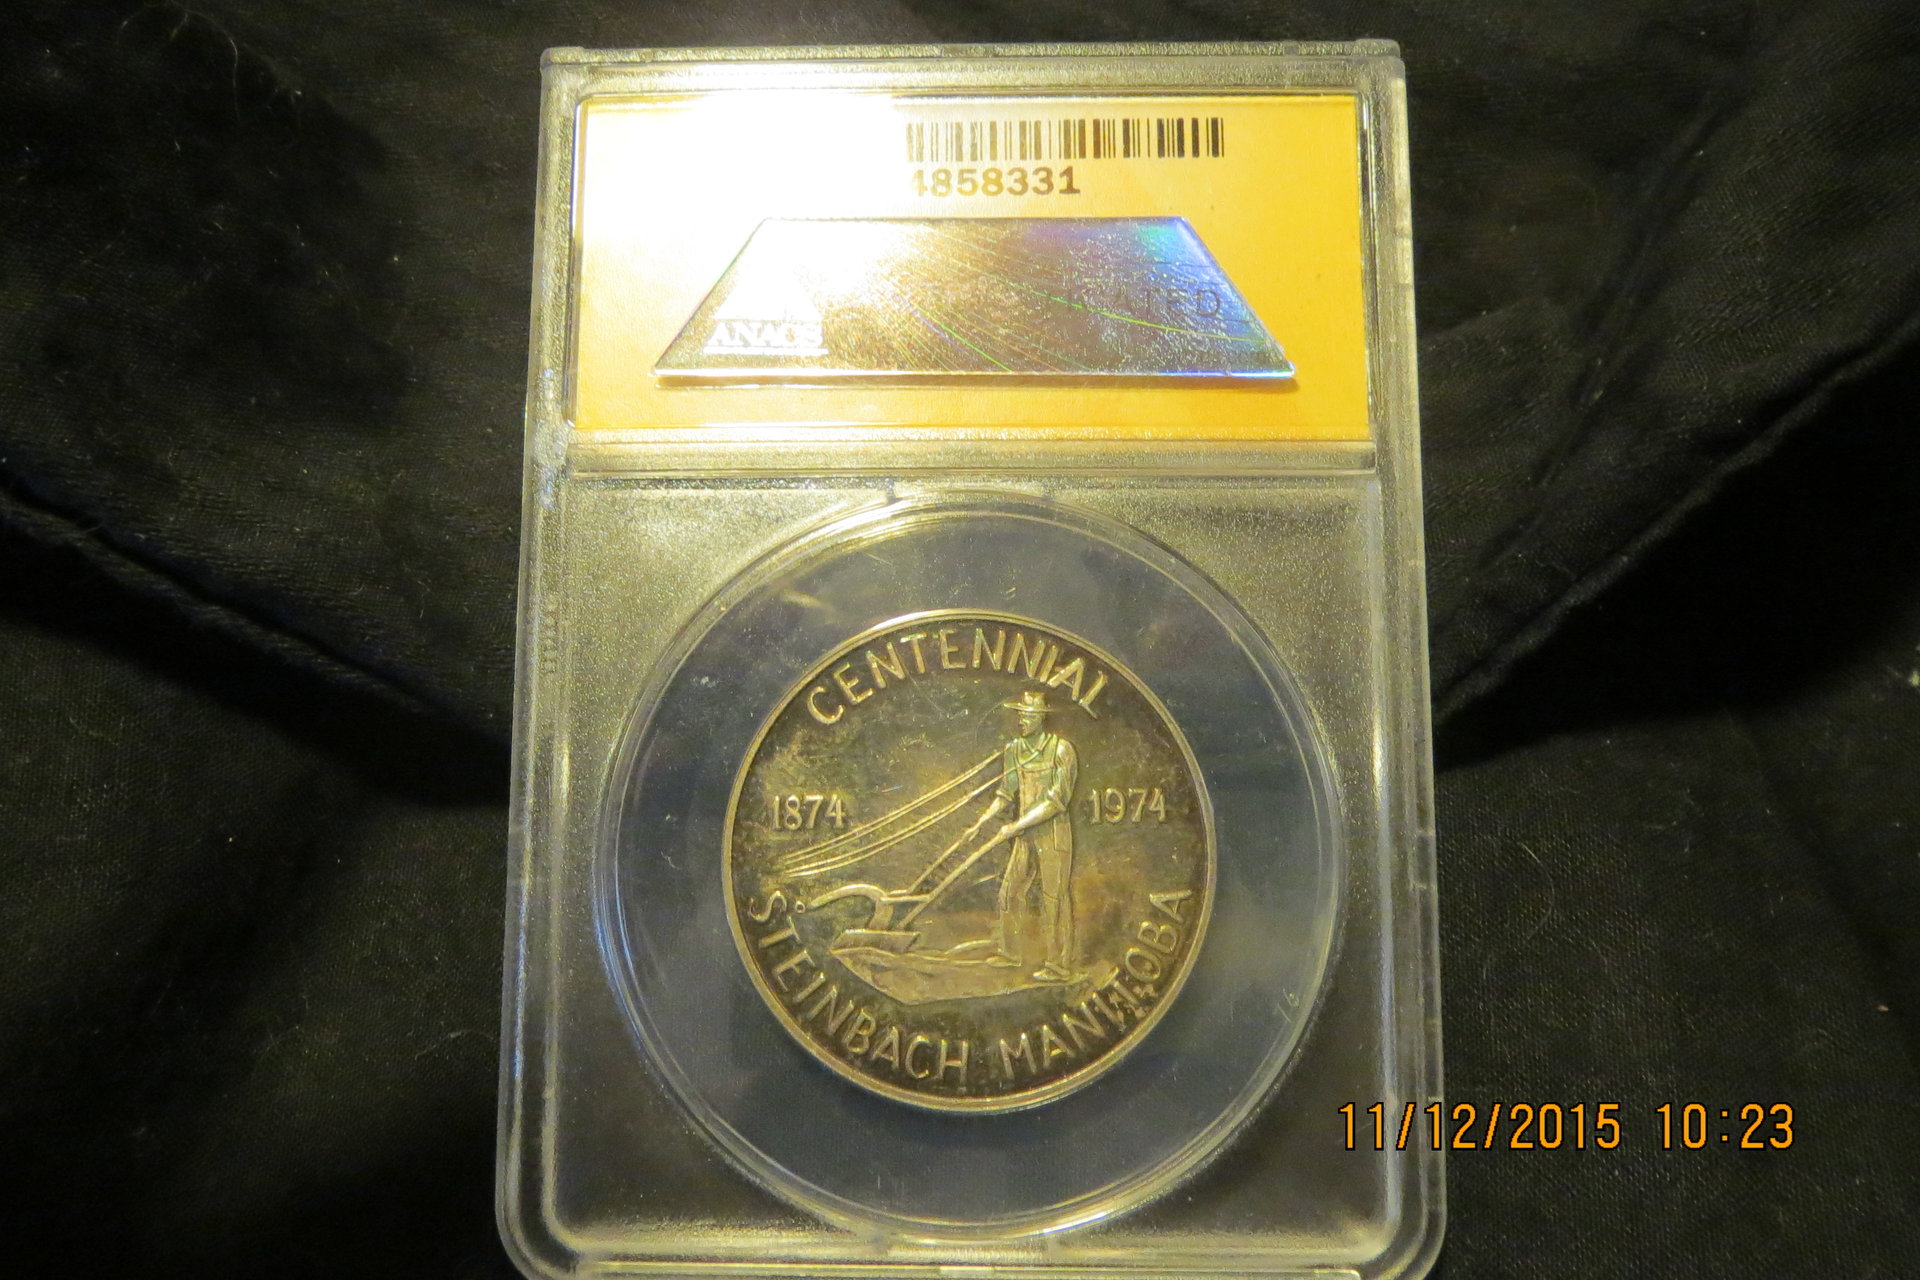 4858331
ANACS
CENTENNIAL
1874 1974
STEINBACH MANITOBA
11/12/2015 10:23